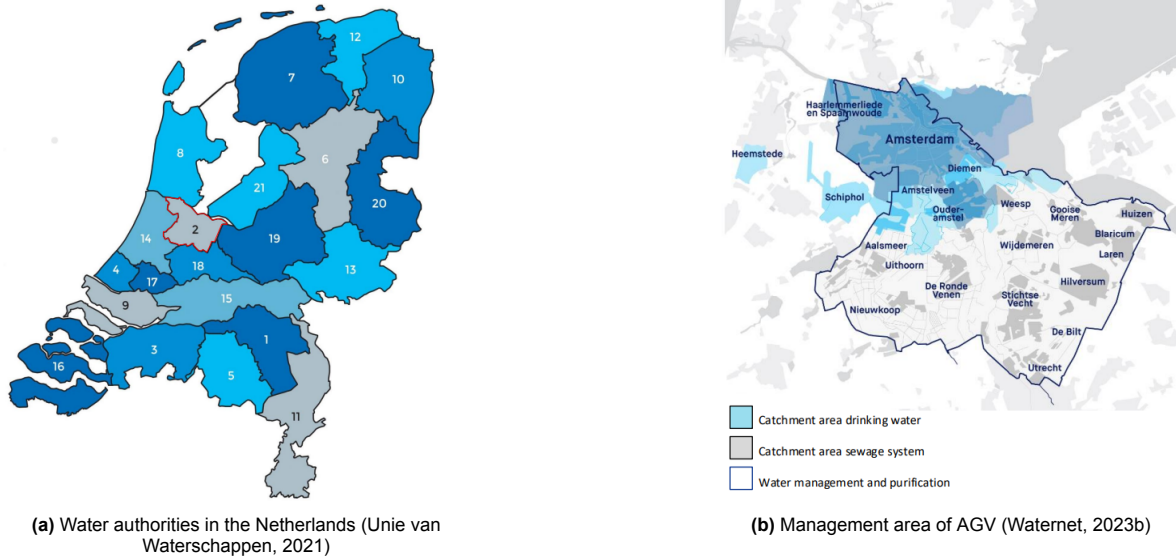 12
7
10
8
6
21
20
2
14
19
4
17
18
13
9
15
3
1
16
5
11
(a) Water authorities in the Netherlands (Unie van
Waterschappen, 2021)
Haarlemmerliede
en Spaarnwoude
Amsterdam
Heemstede
Diemen
Schiphol
Amstelveen
Ouder-
amstel
Weesp
Gooise
Meren
Huizen
Blaricum
Laren
Aalsmeer
Wijdemeren
Uithoorn
De Ronde
Venen
Hilversum
Stichtse
Vecht
Nieuwkoop
De Bilt
Utrecht
Catchment area drinking water
Catchment area sewage system
Water management and purification
(b) Management area of AGV (Waternet, 2023b)